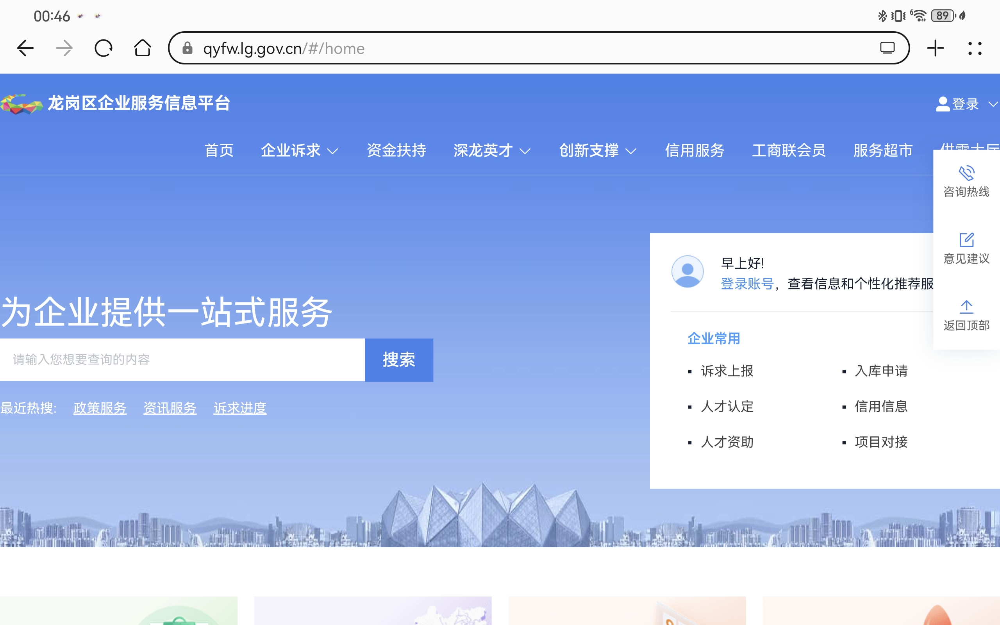 00:46
6 89
qyfw.lg.gov.cn/#/home
龙岗区企业服务信息平台
登录
首页 企业诉求 资金扶持 深龙英才 创新支撑 信用服务 工商联会员 服务超市 供需大厅
咨询热线
意见建议
返回顶部
早上好!
登录账号，查看信息和个性化推荐服
为企业提供一站式服务
请输入您想要查询的内容
搜索
最近热搜: 政策服务 资讯服务 诉求进度
企业常用
诉求上报 入库申请
人才认定 信用信息
人才资助 项目对接